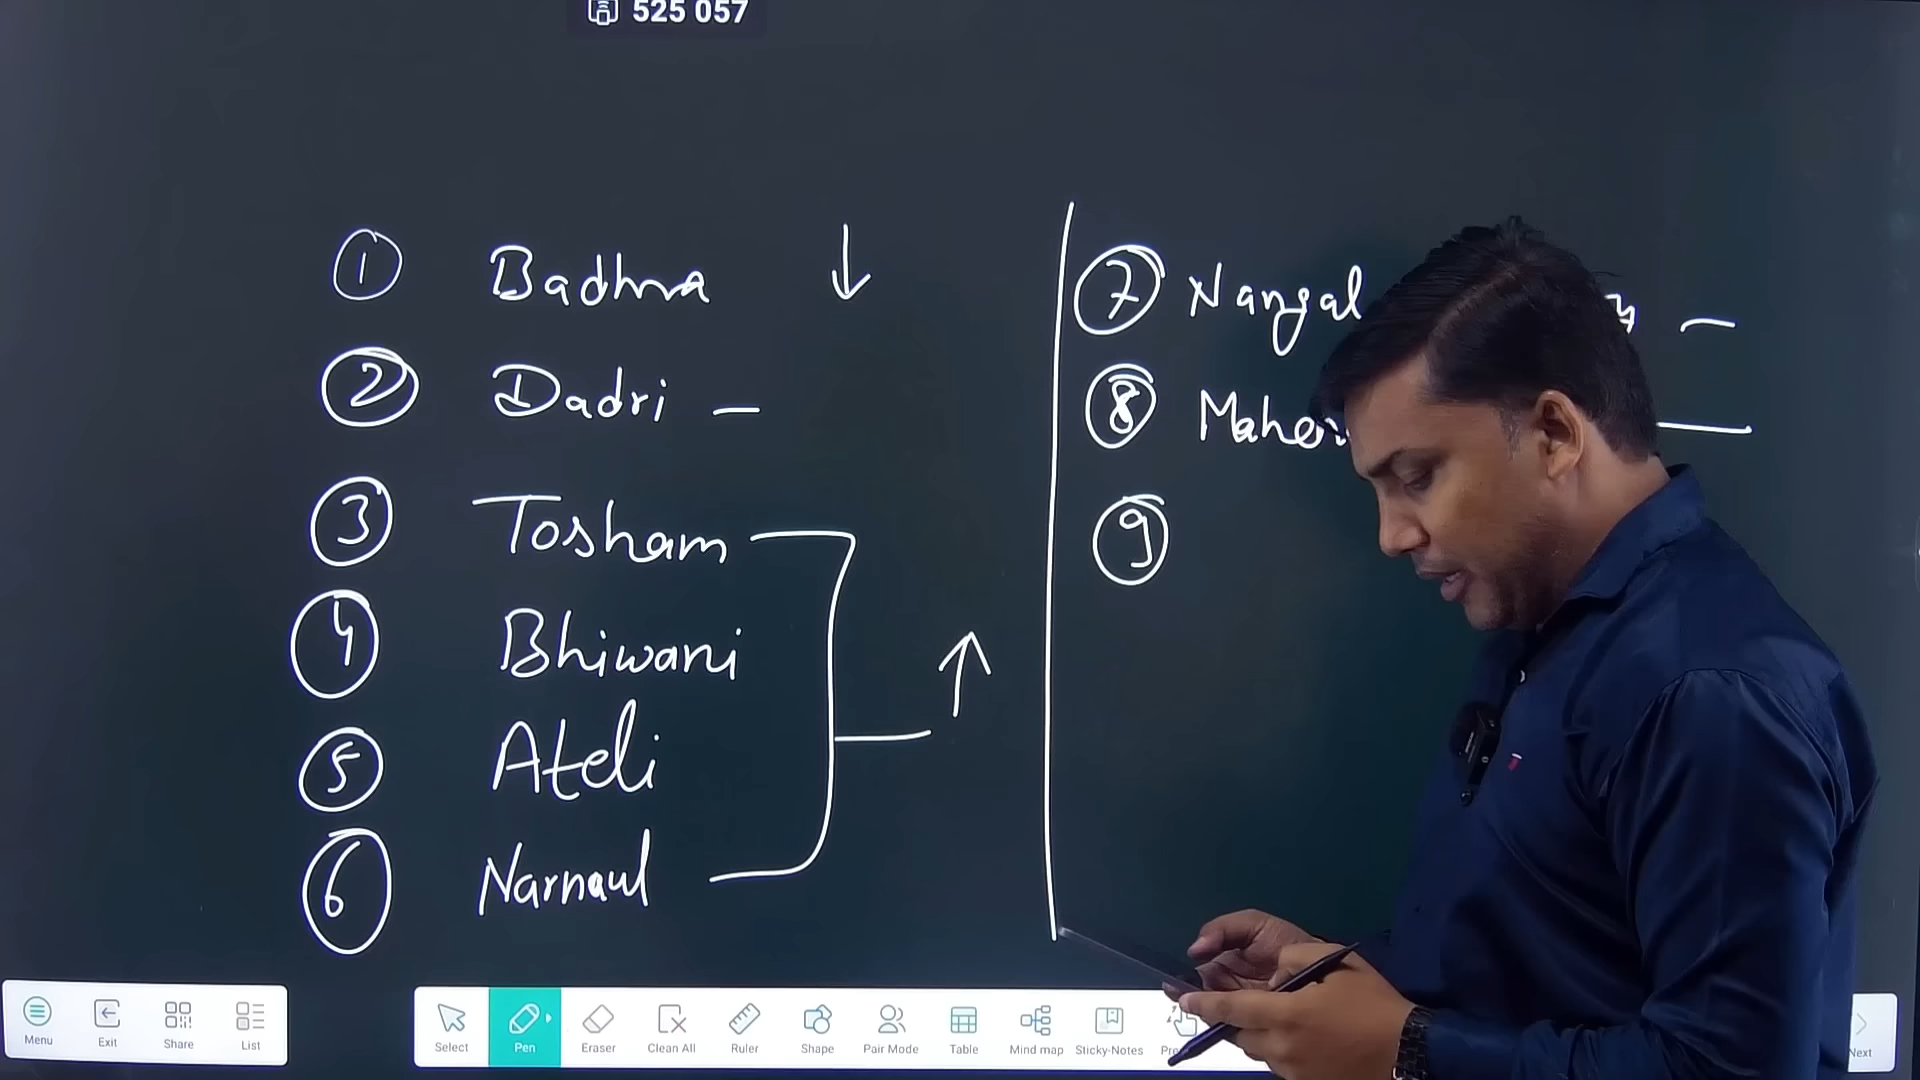 525 057
1 Badhra ↓
2 Dadri –
3 Tosham
4 Bhiwani
5 Ateli ↑
6 Narnaul
7 Nangal –
8 –
9
Menu Exit Share List
Select Pen Eraser Clean All Ruler Shape Pair Mode Table Mind map Sticky-Notes Next